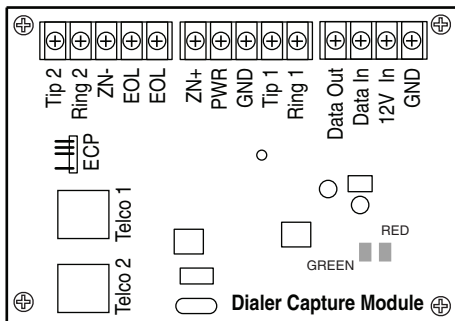 Tip 2
Ring 2
ZN-
EOL
EOL
ZN+
PWR
GND
Tip 1
Ring 1
Data Out
Data In
12V In
GND
ECP
Telco 1
Telco 2
RED
GREEN
Dialer Capture Module